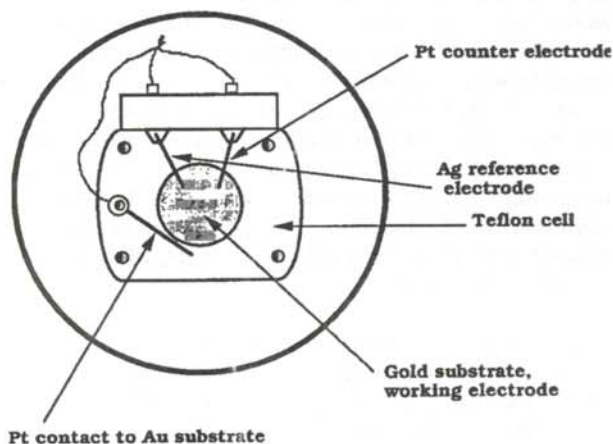 Pt counter electrode
Ag reference
electrode
Teflon cell
Gold substrate,
working electrode
Pt contact to Au substrate